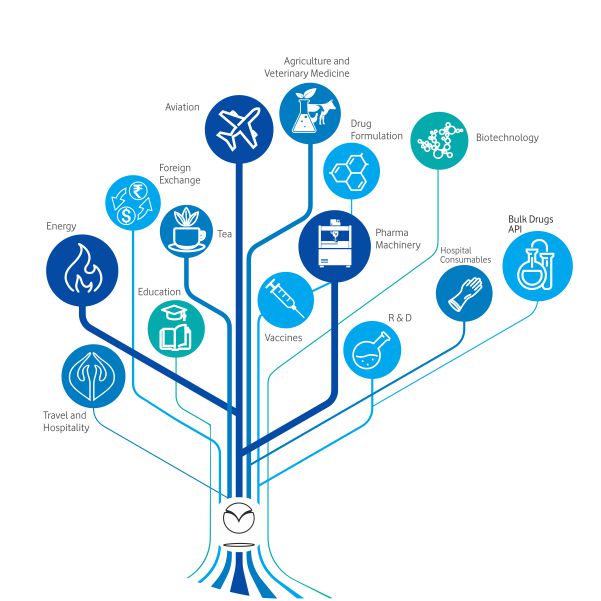 Agriculture and
Veterinary Medicine
Aviation
Drug
Formulation
Biotechnology
Foreign
Exchange
₹
$
Tea
Energy
Pharma
Machinery
Bulk Drugs
API
Hospital
Consumables
Education
Vaccines
R & D
Travel and
Hospitality